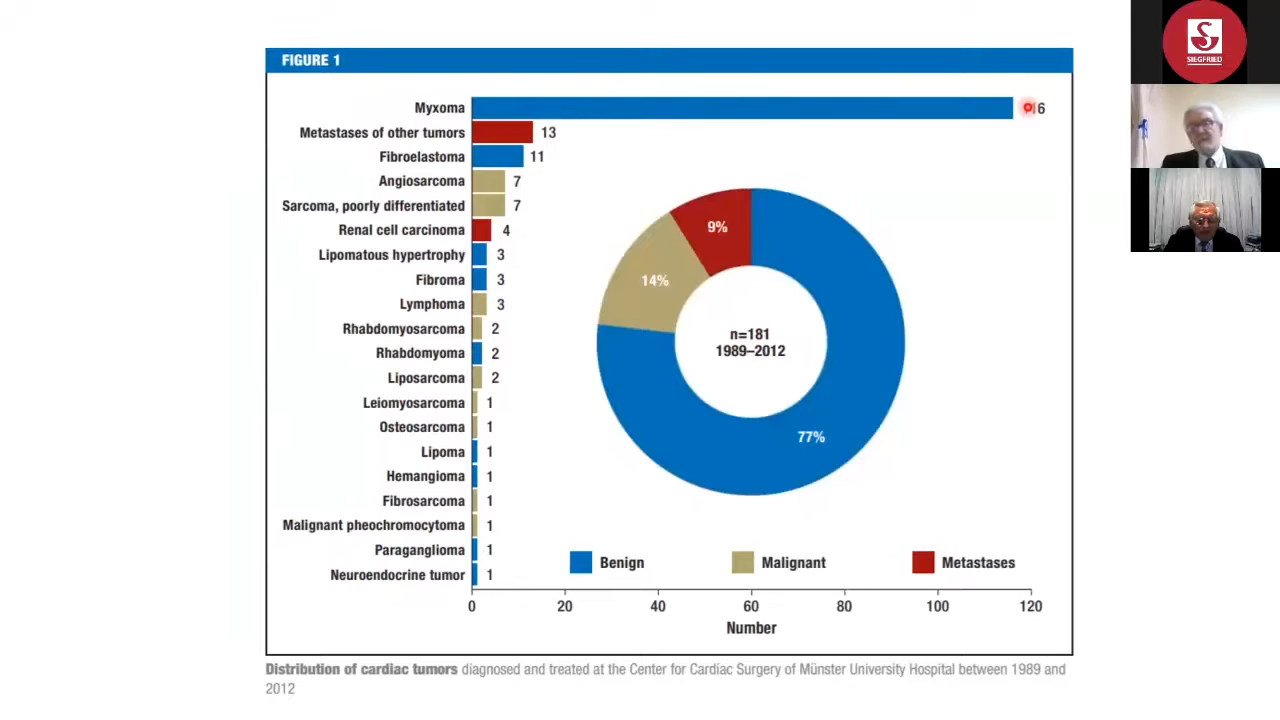 FIGURE 1
Myxoma
Metastases of other tumors 13
Fibroelastoma 11
Angiosarcoma 7
Sarcoma, poorly differentiated 7
Renal cell carcinoma 4
Lipomatous hypertrophy 3
Fibroma 3
Lymphoma 3
Rhabdomyosarcoma 2
Rhabdomyoma 2
Liposarcoma 2
Leiomyosarcoma 1
Osteosarcoma 1
Lipoma 1
Hemangioma 1
Fibrosarcoma 1
Malignant pheochromocytoma 1
Paraganglioma 1
Neuroendocrine tumor 1
9%
14%
77%
n=181
1989–2012
Benign Malignant Metastases
0 20 40 60 80 100 120
Number
Distribution of cardiac tumors diagnosed and treated at the Center for Cardiac Surgery of Münster University Hospital between 1989 and
2012
SIEGFRIED